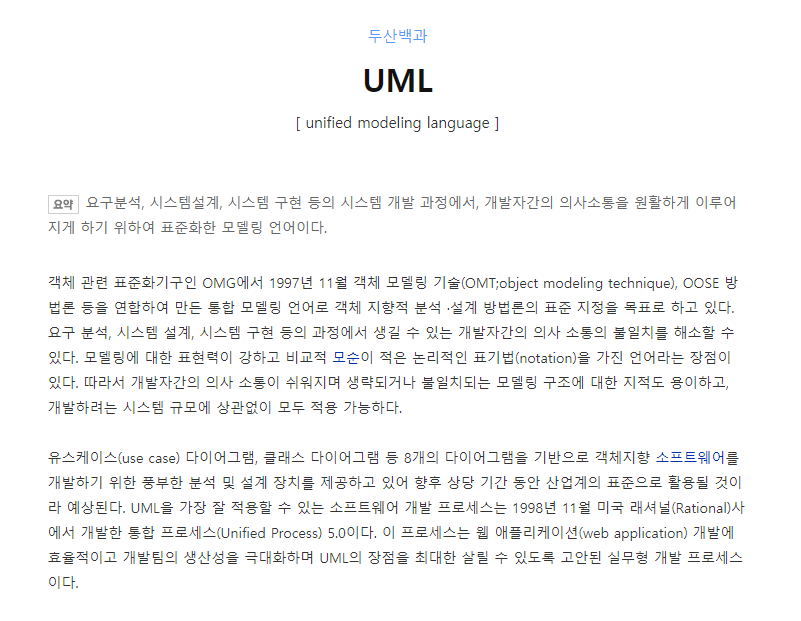 두산백과
UML
[ unified modeling language ]
요약 요구분석, 시스템설계, 시스템 구현 등의 시스템 개발 과정에서, 개발자간의 의사소통을 원활하게 이루어
지게 하기 위하여 표준화한 모델링 언어이다.
객체 관련 표준화기구인 OMG에서 1997년 11월 객체 모델링 기술(OMT;object modeling technique), OOSE 방
법론 등을 연합하여 만든 통합 모델링 언어로 객체 지향적 분석 ·설계 방법론의 표준 지정을 목표로 하고 있다.
요구 분석, 시스템 설계, 시스템 구현 등의 과정에서 생길 수 있는 개발자간의 의사 소통의 불일치를 해소할 수
있다. 모델링에 대한 표현력이 강하고 비교적 모순이 적은 논리적인 표기법(notation)을 가진 언어라는 장점이
있다. 따라서 개발자간의 의사 소통이 쉬워지며 생략되거나 불일치되는 모델링 구조에 대한 지적도 용이하고,
개발하려는 시스템 규모에 상관없이 모두 적용 가능하다.
유스케이스(use case) 다이어그램, 클래스 다이어그램 등 8개의 다이어그램을 기반으로 객체지향 소프트웨어를
개발하기 위한 풍부한 분석 및 설계 장치를 제공하고 있어 향후 상당 기간 동안 산업계의 표준으로 활용될 것이
라 예상된다. UML을 가장 잘 적용할 수 있는 소프트웨어 개발 프로세스는 1998년 11월 미국 래셔널(Rational)사
에서 개발한 통합 프로세스(Unified Process) 5.0이다. 이 프로세스는 웹 애플리케이션(web application) 개발에
효율적이고 개발팀의 생산성을 극대화하며 UML의 장점을 최대한 살릴 수 있도록 고안된 실무형 개발 프로세스
이다.